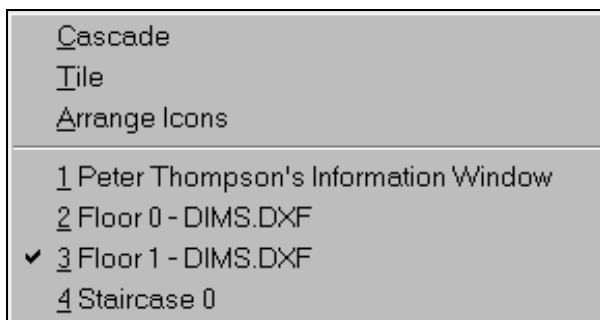 Cascade
Tile
Arrange Icons
1 Peter Thompson's Information Window
2 Floor 0 - DIMS.DXF
3 Floor 1 - DIMS.DXF
4 Staircase 0